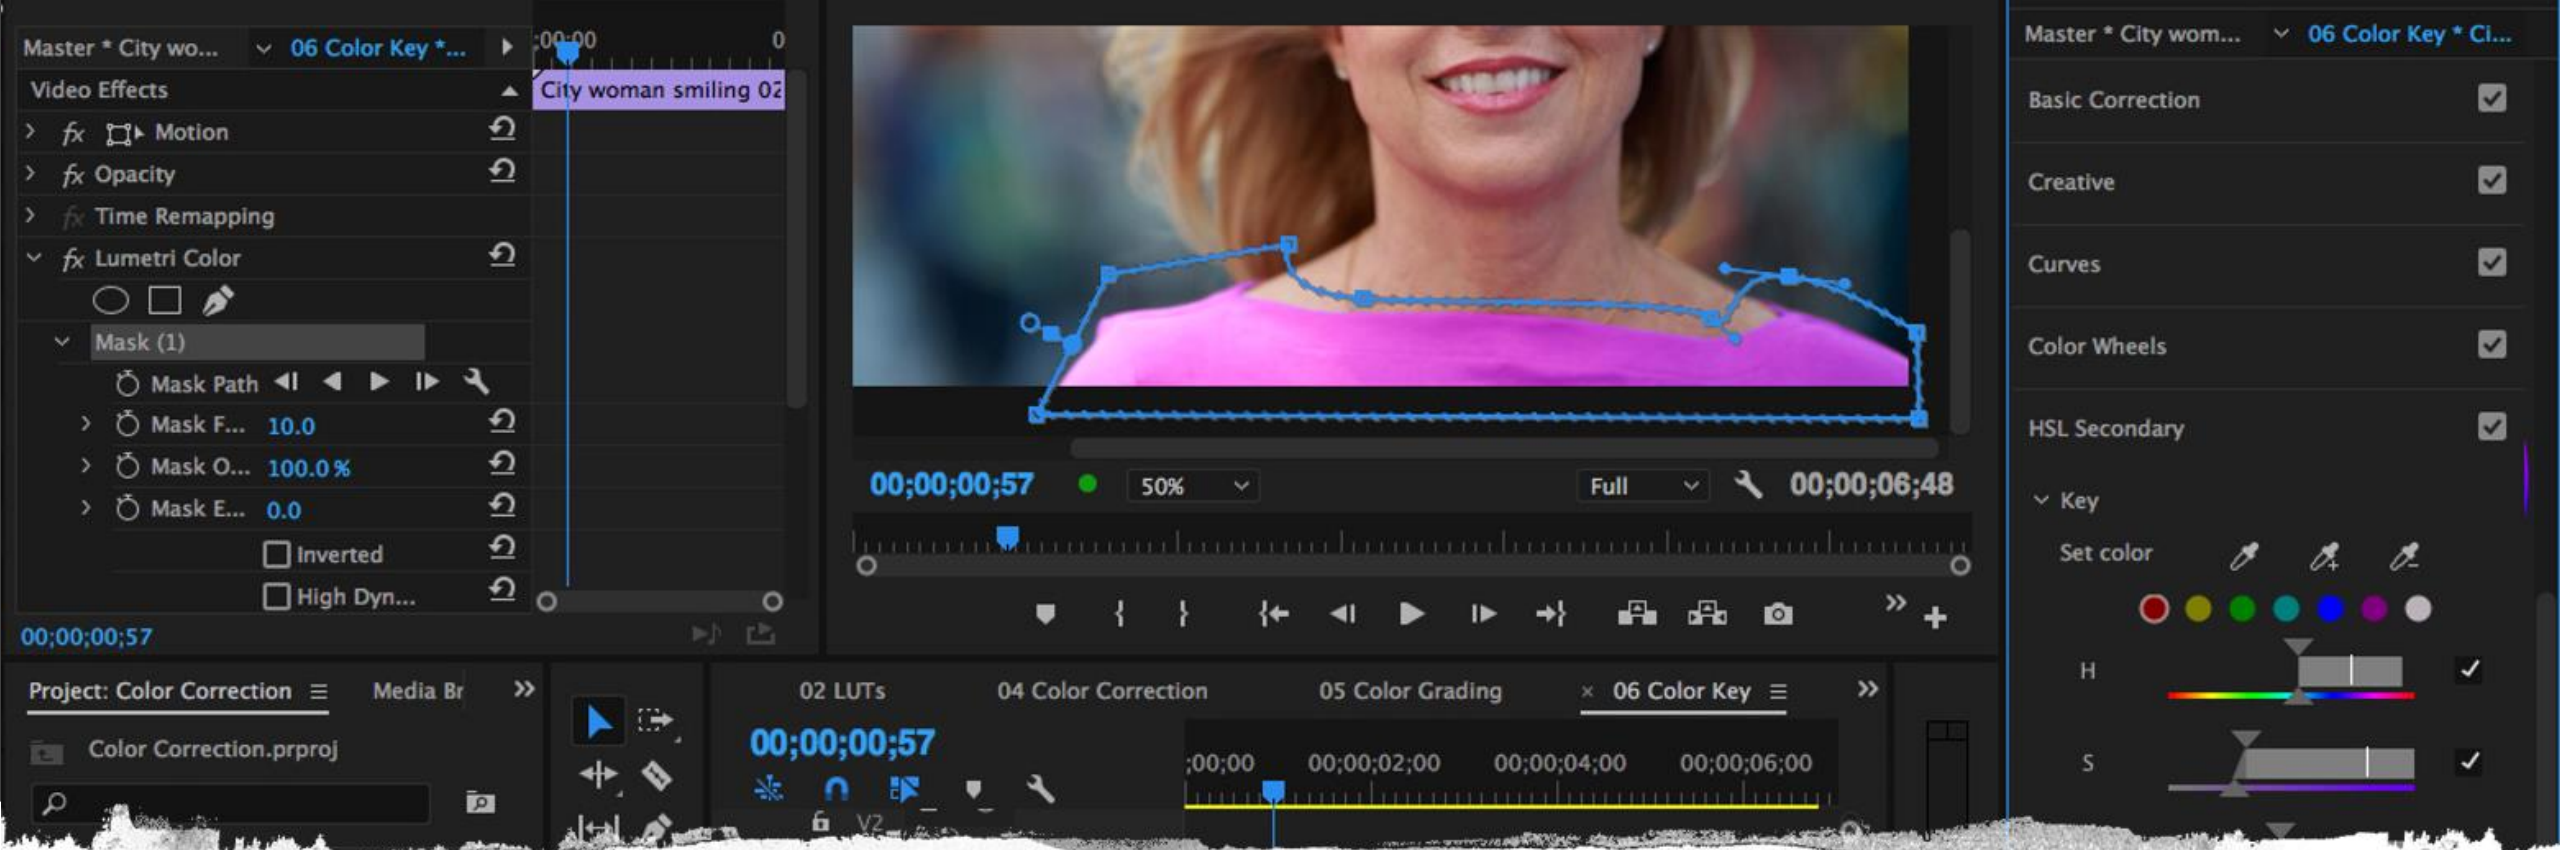 Master * City wo...
06 Color Key *...
;00;00
0
Video Effects
City woman smiling 02
fx Motion
fx Opacity
fx Time Remapping
fx Lumetri Color
Mask (1)
Mask Path
Mask F... 10.0
Mask O... 100.0 %
Mask E... 0.0
Inverted
High Dyn...
00;00;00;57
00;00;00;57
50%
Full
00;00;06;48
Master * City wom...
06 Color Key * Ci...
Basic Correction
Creative
Curves
Color Wheels
HSL Secondary
Key
Set color
H
S
Project: Color Correction
Media Br
Color Correction.prproj
02 LUTs
04 Color Correction
05 Color Grading
× 06 Color Key
00;00;00;57
;00;00
00;00;02;00
00;00;04;00
00;00;06;00
V2